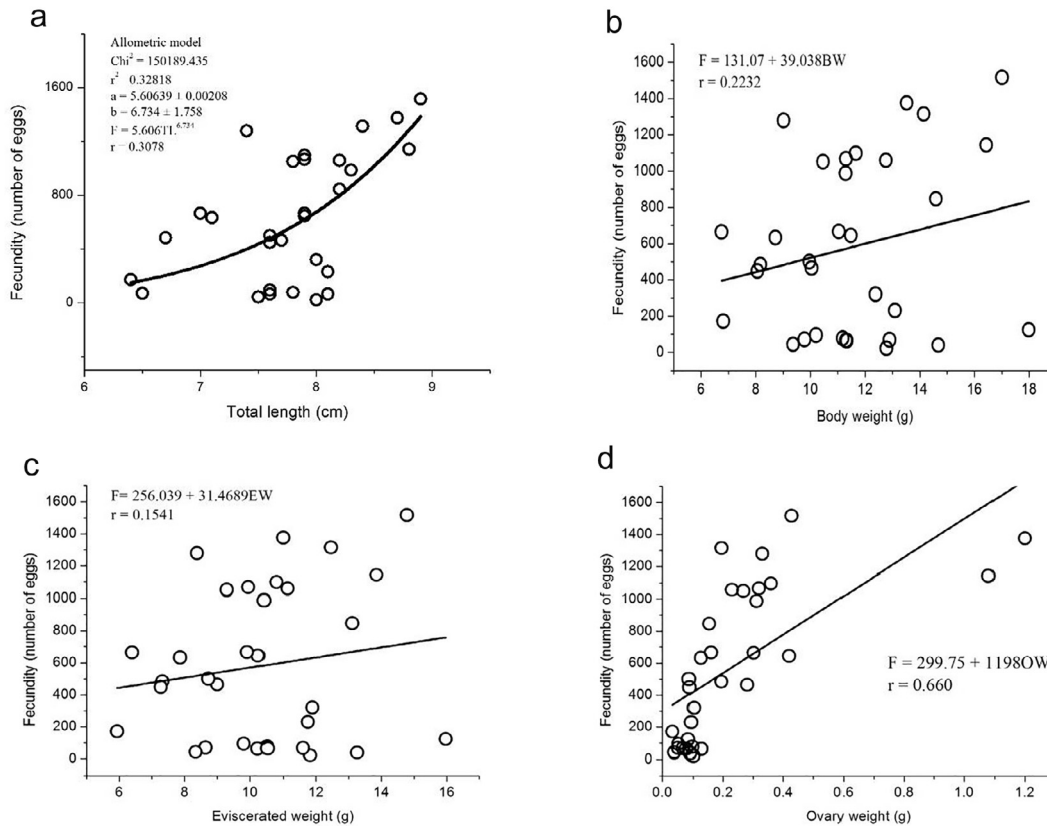 a
Allometric model
Chi² = 150189.435
r² 0.32818
a = 5.60639 ± 0.00208
b = 6.734 ± 1.758
F = 5.606TL^6.734
r = 0.3078
1600
800
0
Fecundity (number of eggs)
6 7 8 9
Total length (cm)
b
F = 131.07 + 39.038BW
r = 0.2232
1600
1400
1200
1000
800
600
400
200
0
Fecundity (number of eggs)
6 8 10 12 14 16 18
Body weight (g)
c
F= 256.039 + 31.4689EW
r = 0.1541
1600
1400
1200
1000
800
600
400
200
0
Fecundity (number of eggs)
6 8 10 12 14 16
Eviscerated weight (g)
d
F = 299.75 + 1198OW
r = 0.660
1600
1400
1200
1000
800
600
400
200
0
Fecundity (number of eggs)
0.0 0.2 0.4 0.6 0.8 1.0 1.2
Ovary weight (g)